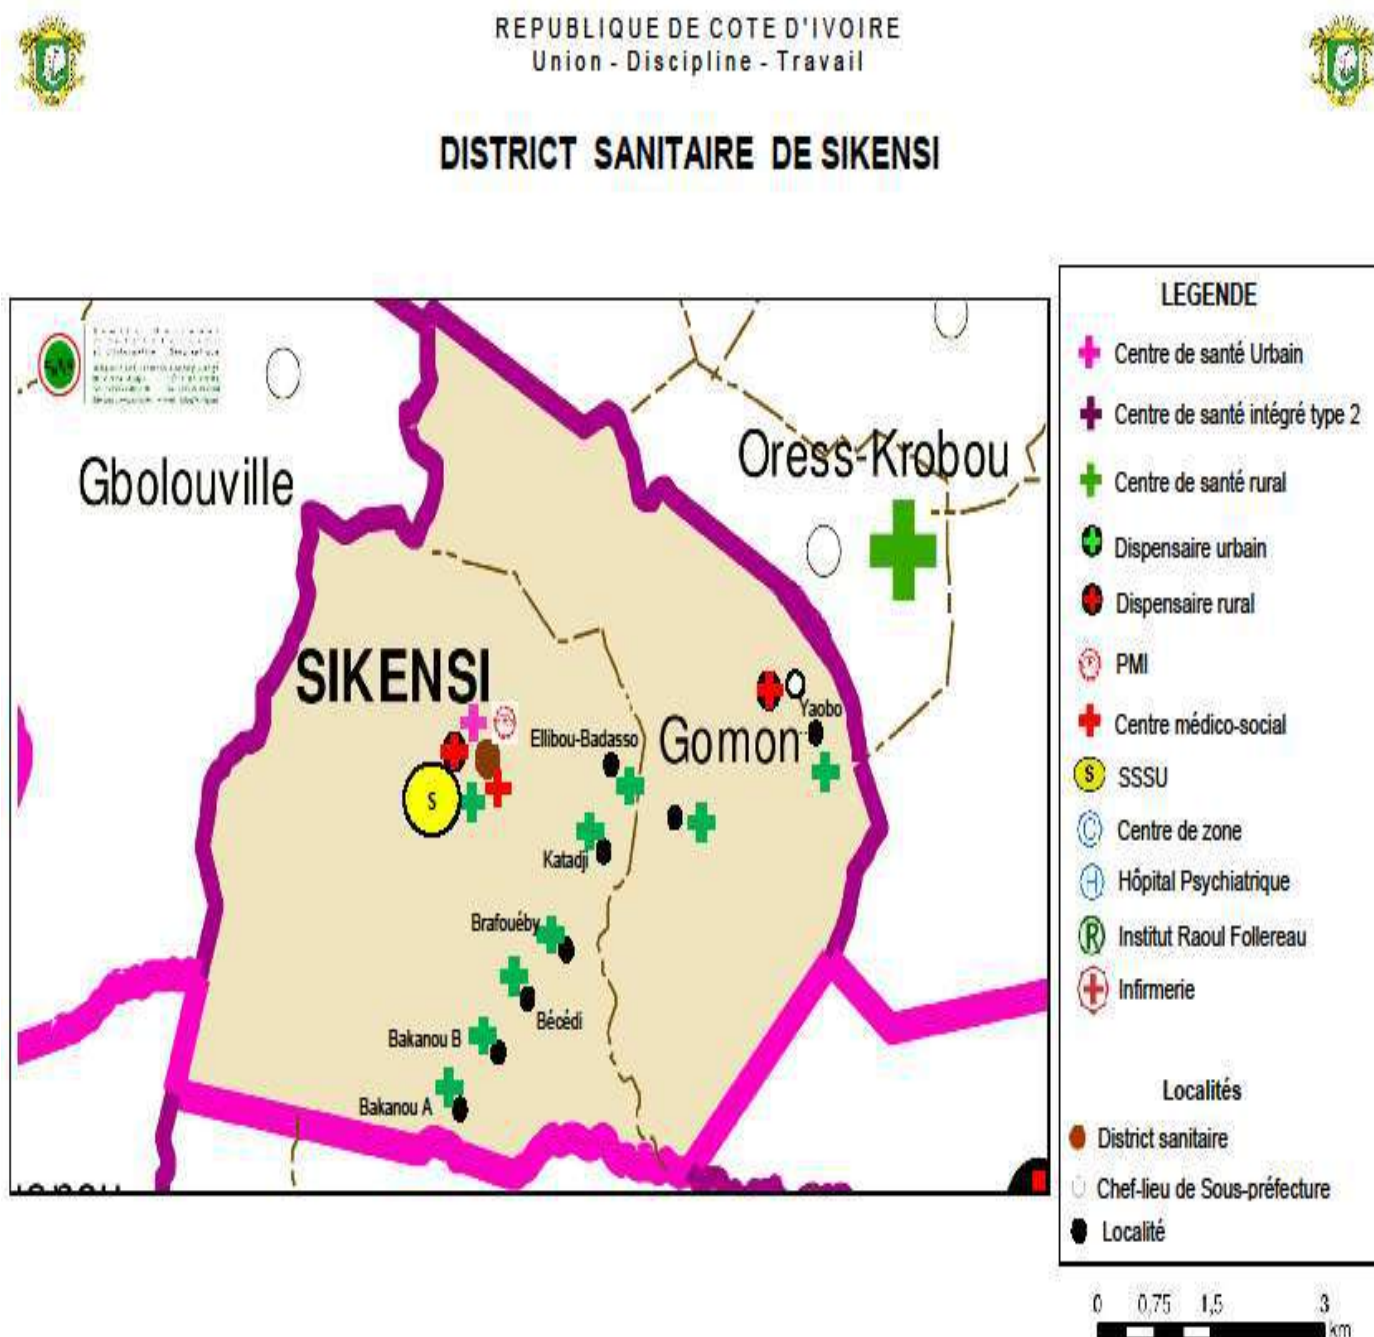 REPUBLIQUE DE COTE D'IVOIRE
Union - Discipline - Travail
DISTRICT SANITAIRE DE SIKENSI
Gbolouville
Oress-Krobou
SIKENSI
Ellibou-Badasso
Gomon
Yaobo
S
Katadji
Brafouéby
Bécédi
Bakanou B
Bakanou A
LEGENDE
Centre de santé Urbain
Centre de santé intégré type 2
Centre de santé rural
Dispensaire urbain
Dispensaire rural
PMI
Centre médico-social
S SSSU
C Centre de zone
H Hôpital Psychiatrique
R Institut Raoul Follereau
Infirmerie
Localités
District sanitaire
Chef-lieu de Sous-préfecture
Localité
0 0,75 1,5 3
km